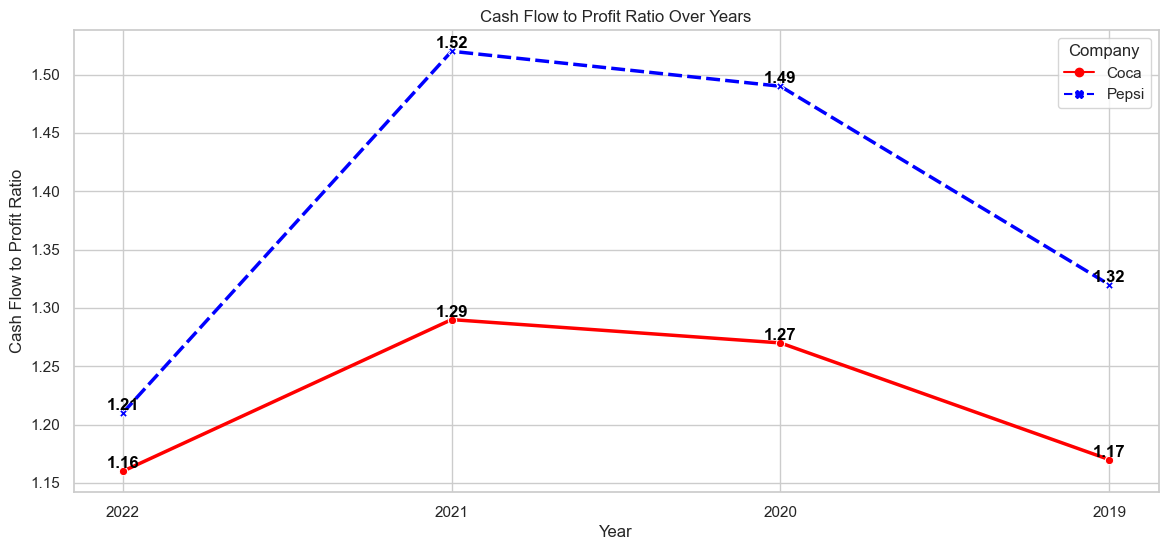 Cash Flow to Profit Ratio Over Years
Cash Flow to Profit Ratio
1.50
1.45
1.40
1.35
1.30
1.25
1.20
1.15
1.52
1.49
1.32
1.21
1.29
1.27
1.16
1.17
Company
Coca
Pepsi
2022 2021 2020 2019
Year